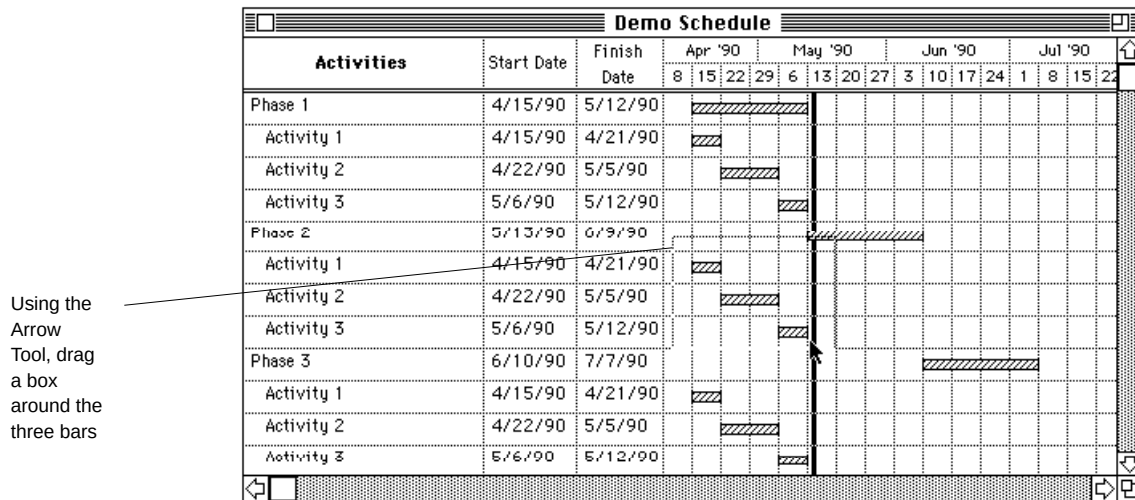 Demo Schedule
Activities Start Date Finish Date Apr '90 May '90 Jun '90 Jul '90
8 15 22 29 6 13 20 27 3 10 17 24 1 8 15 22
Phase 1 4/15/90 5/12/90
Activity 1 4/15/90 4/21/90
Activity 2 4/22/90 5/5/90
Activity 3 5/6/90 5/12/90
Phase 2 5/13/90 6/9/90
Activity 1 4/15/90 4/21/90
Activity 2 4/22/90 5/5/90
Activity 3 5/6/90 5/12/90
Phase 3 6/10/90 7/7/90
Activity 1 4/15/90 4/21/90
Activity 2 4/22/90 5/5/90
Activity 3 5/6/90 5/12/90
Using the
Arrow
Tool, drag
a box
around the
three bars